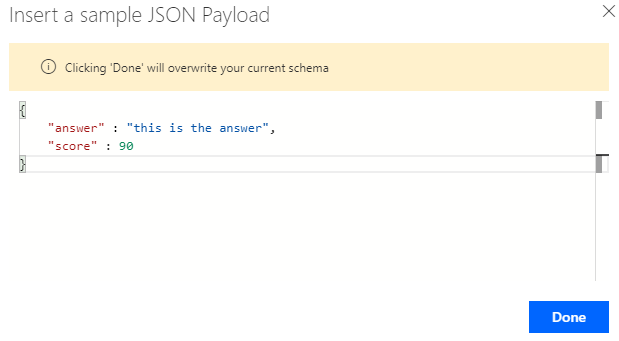 Insert a sample JSON Payload
Clicking 'Done' will overwrite your current schema
{
"answer" : "this is the answer",
"score" : 90
}
Done